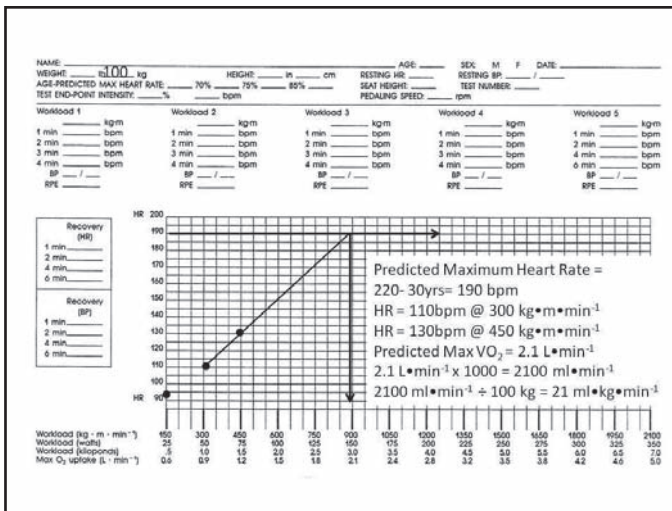 NAME: AGE: SEX: M F DATE:
WEIGHT: lb 100 kg HEIGHT: in cm RESTING HR: RESTING BP: /
AGE-PREDICTED MAX HEART RATE: 70% 75% 85% SEAT HEIGHT: TEST NUMBER:
TEST END-POINT INTENSITY: % bpm PEDALING SPEED: rpm
Workload 1 Workload 2 Workload 3 Workload 4 Workload 5
kg·m kg·m kg·m kg·m kg·m
1 min bpm 1 min bpm 1 min bpm 1 min bpm 1 min bpm
2 min bpm 2 min bpm 2 min bpm 2 min bpm 2 min bpm
3 min bpm 3 min bpm 3 min bpm 3 min bpm 3 min bpm
4 min bpm 4 min bpm 4 min bpm 4 min bpm 6 min bpm
BP / BP / BP / BP / BP /
RPE RPE RPE RPE RPE
Recovery
(HR)
1 min
2 min
4 min
6 min
Recovery
(BP)
1 min
2 min
4 min
HR 200
190
180
170
160
150
140
130
120
110
100
HR 90
Predicted Maximum Heart Rate =
220- 30yrs= 190 bpm
HR = 110bpm @ 300 kg•m•min⁻¹
HR = 130bpm @ 450 kg•m•min⁻¹
Predicted Max VO₂ = 2.1 L•min⁻¹
2.1 L•min⁻¹ x 1000 = 2100 ml•min⁻¹
2100 ml•min⁻¹ ÷ 100 kg = 21 ml•kg•min⁻¹
Workload (kg · m · min⁻¹) 150 300 450 600 750 900 1050 1200 1350 1500 1650 1800 1950 2100
Workload (watts) 25 50 75 100 125 150 175 200 225 250 275 300 325 350
Workload (kiloponds) .5 1.0 1.5 2.0 2.5 3.0 3.5 4.0 4.5 5.0 5.5 6.0 6.5 7.0
Max O₂ uptake (L · min⁻¹) 0.6 0.9 1.2 1.5 1.8 2.1 2.4 2.8 3.2 3.5 3.8 4.2 4.6 5.0